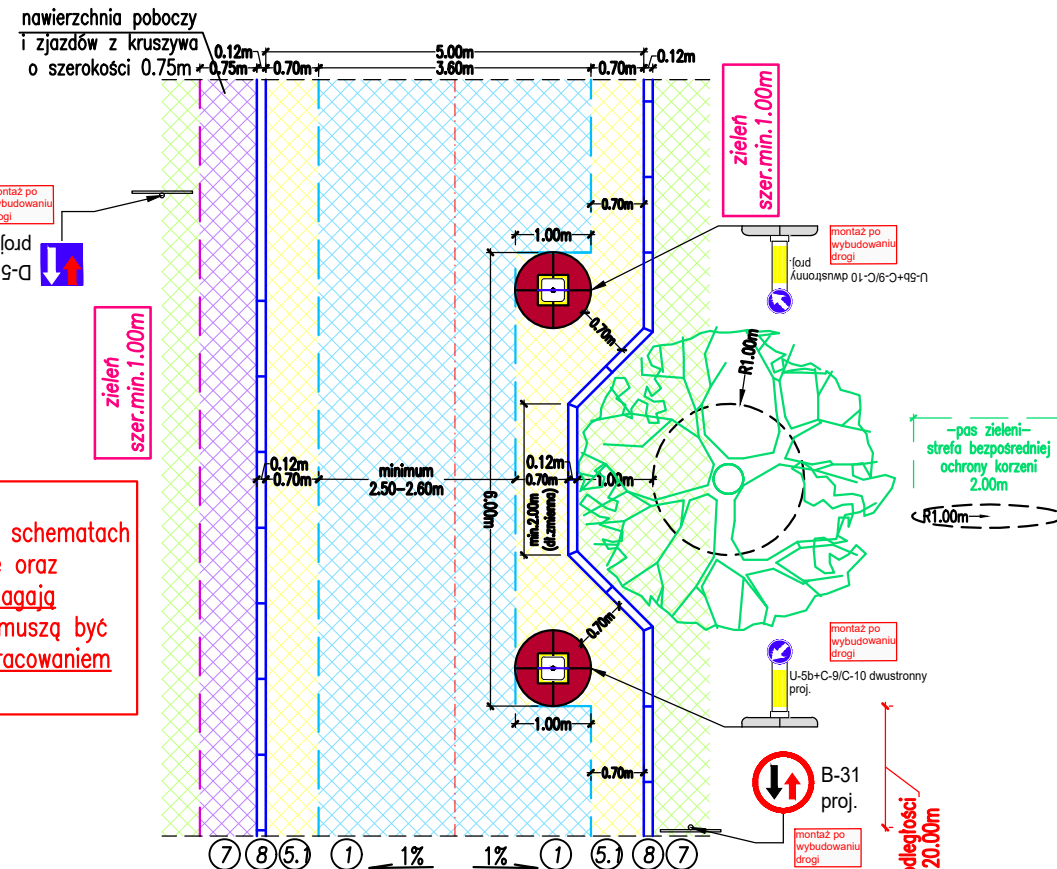 nawierzchnia poboczy
i zjazdów z kruszywa
o szerokości 0.75m
0.12m
5.00m
0.12m
0.75m
0.70m
3.60m
0.70m
zieleń
szer.min.1.00m
0.70m
montaż po
wybudowaniu
drogi
proj
D-5
1.00m
montaż po
wybudowaniu
drogi
U-5b+C-9/C-10 dwustronny
proj.
zieleń
szer.min.1.00m
0.70m
R1.00m
-pas zieleni-
strefa bezpośredniej
ochrony korzeni
2.00m
R1.00m
0.12m
0.70m
minimum
2.50-2.60m
0.12m
0.70m
1.00m
6.00m
min.2.00m
(dł.zmienna)
schematach
oraz
agają
muszą być
racowaniem
0.70m
montaż po
wybudowaniu
drogi
U-5b+C-9/C-10 dwustronny
proj.
1.00m
0.70m
B-31
proj.
odległości
20.00m
montaż po
wybudowaniu
drogi
7 8 5.1 1 1% 1% 1 5.1 8 7